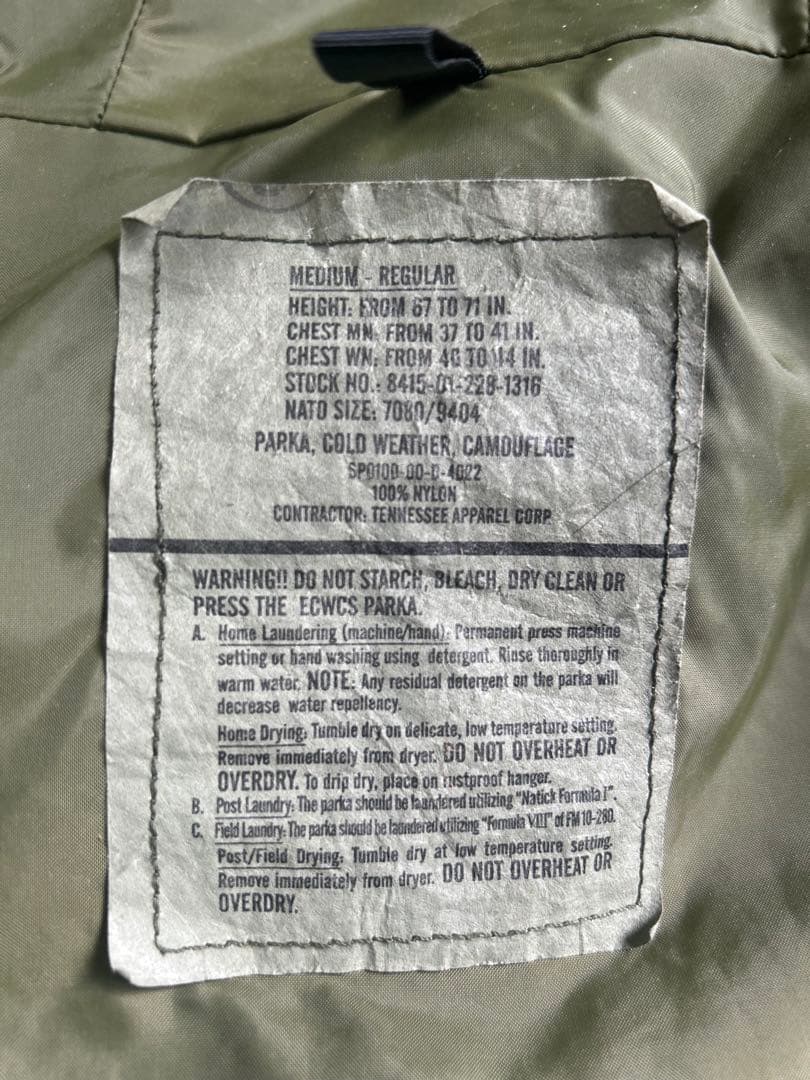 MEDIUM - REGULAR
HEIGHT: FROM 67 TO 71 IN.
CHEST MN: FROM 37 TO 41 IN.
CHEST WN: FROM 40 TO 44 IN.
STOCK NO.: 8415-01-228-1316
NATO SIZE: 7080/9404
PARKA, COLD WEATHER, CAMOUFLAGE
SP0100-00-D-4022
100% NYLON
CONTRACTOR: TENNESSEE APPAREL CORP.
WARNING!! DO NOT STARCH, BLEACH, DRY CLEAN OR
PRESS THE ECWCS PARKA.
A. Home Laundering (machine/hand): Permanent press machine
setting or hand washing using detergent. Rinse thoroughly in
warm water. NOTE: Any residual detergent on the parka will
decrease water repellency.
Home Drying: Tumble dry on delicate, low temperature setting.
Remove immediately from dryer. DO NOT OVERHEAT OR
OVERDRY. To drip dry, place on rustproof hanger.
B. Post Laundry: The parka should be laundered utilizing "Natick Formula I".
C. Field Laundry: The parka should be laundered utilizing "Formula VIII" of FM 10-280.
Post/Field Drying: Tumble dry at low temperature setting.
Remove immediately from dryer. DO NOT OVERHEAT OR
OVERDRY.